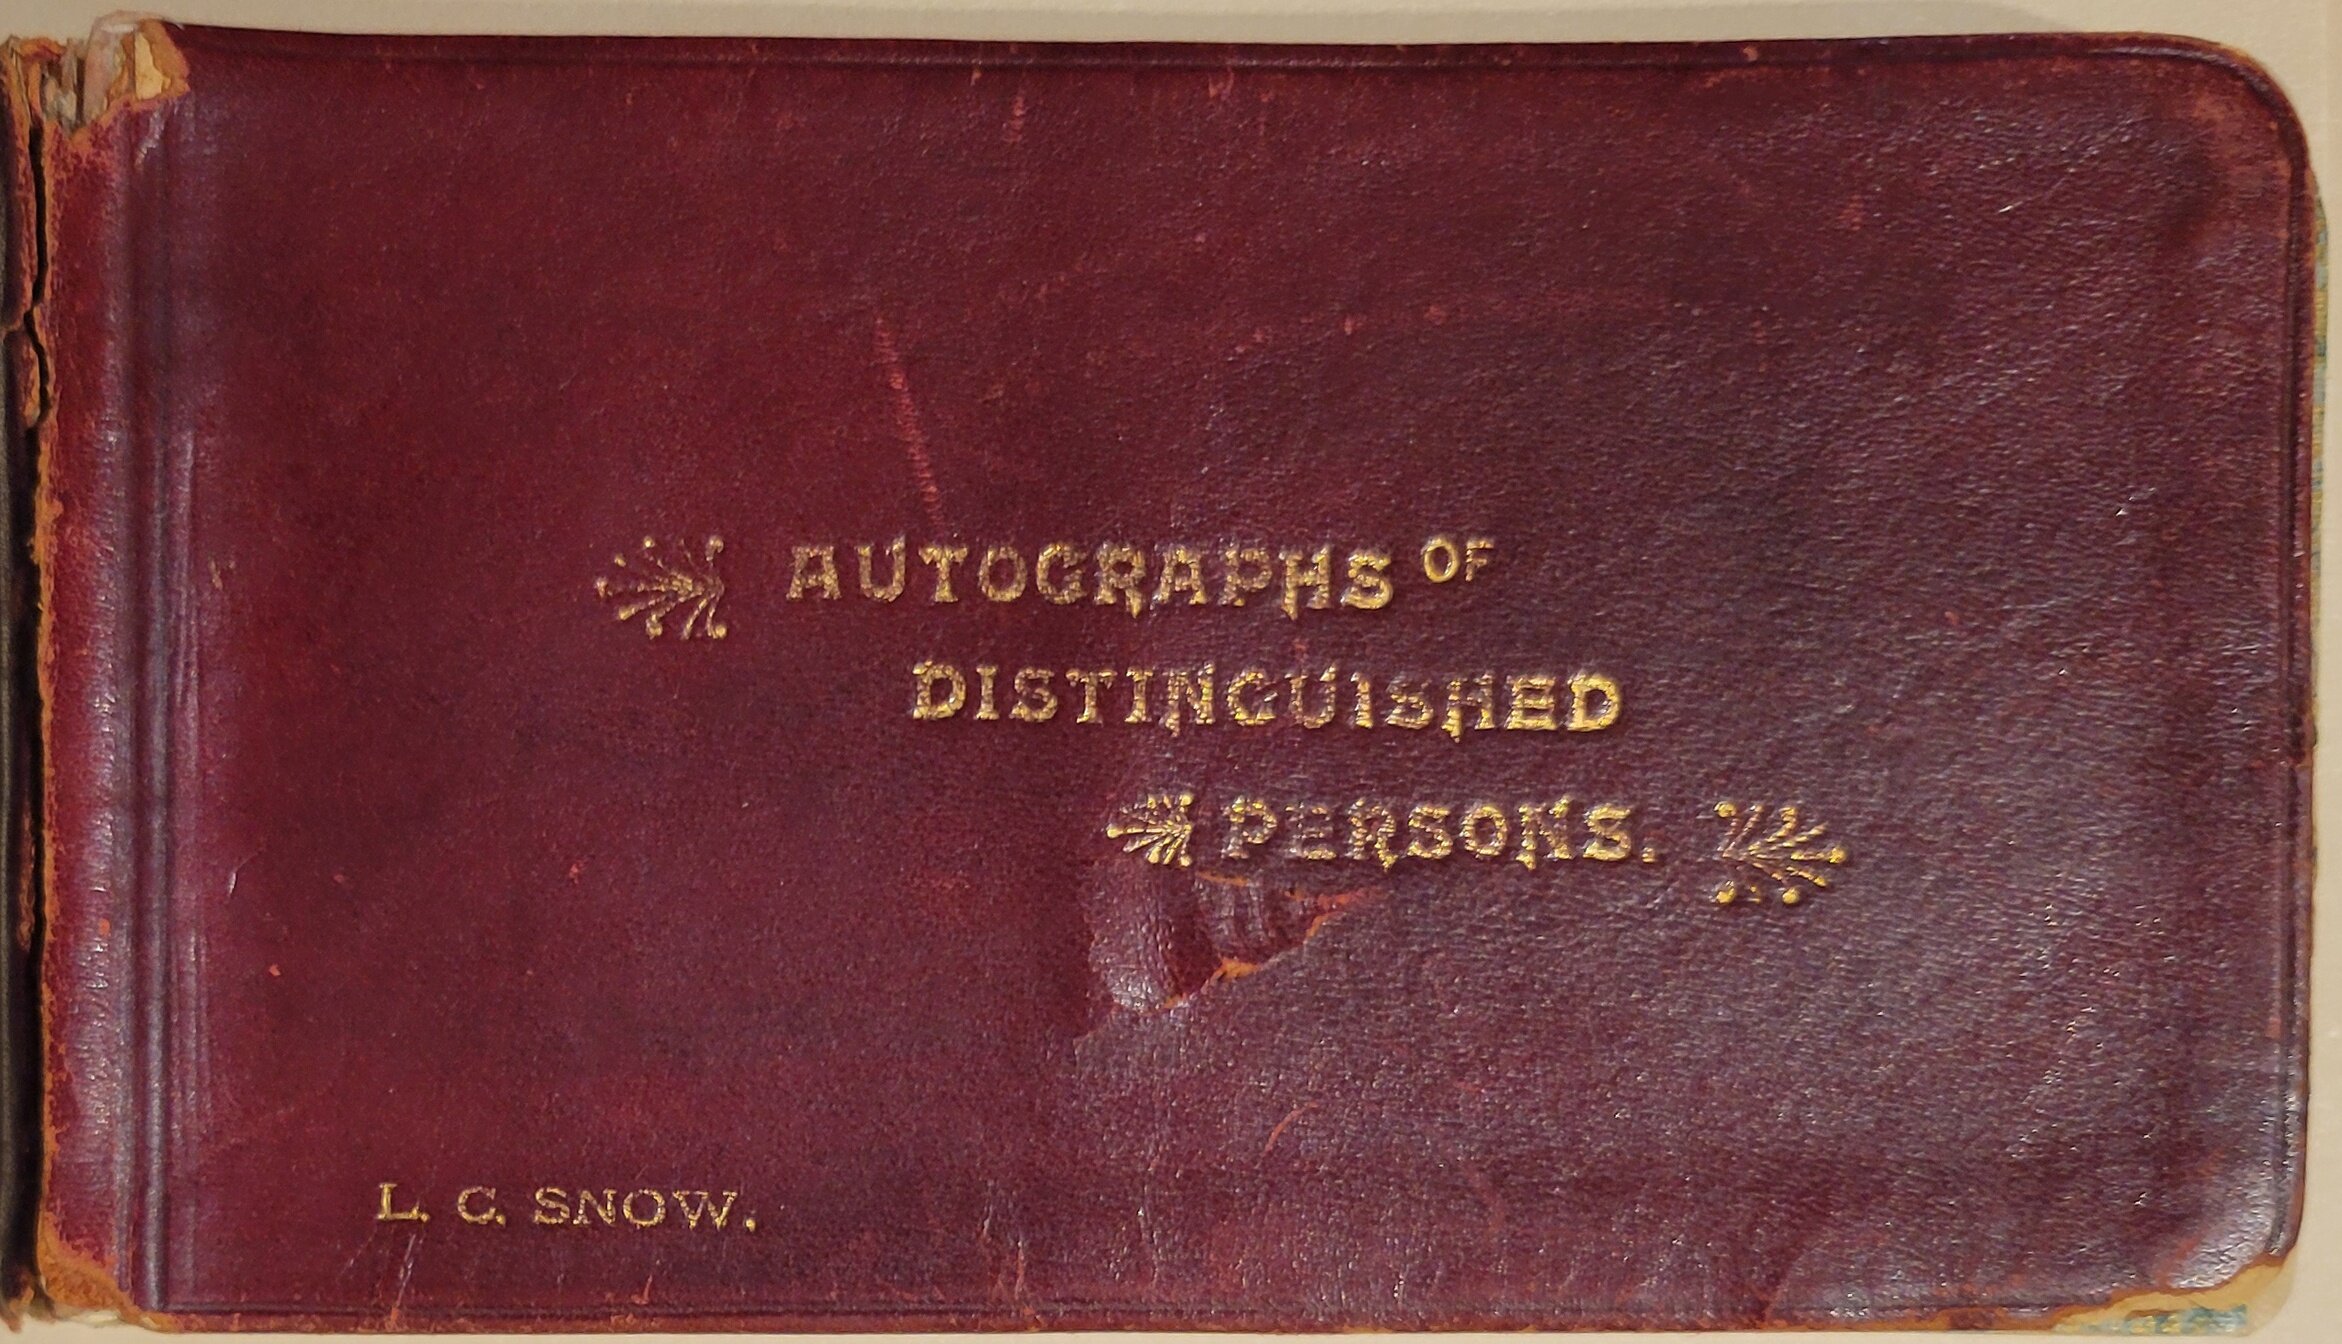 AUTOGRAPHS OF
DISTINGUISHED
PERSONS.
L. C. SNOW.